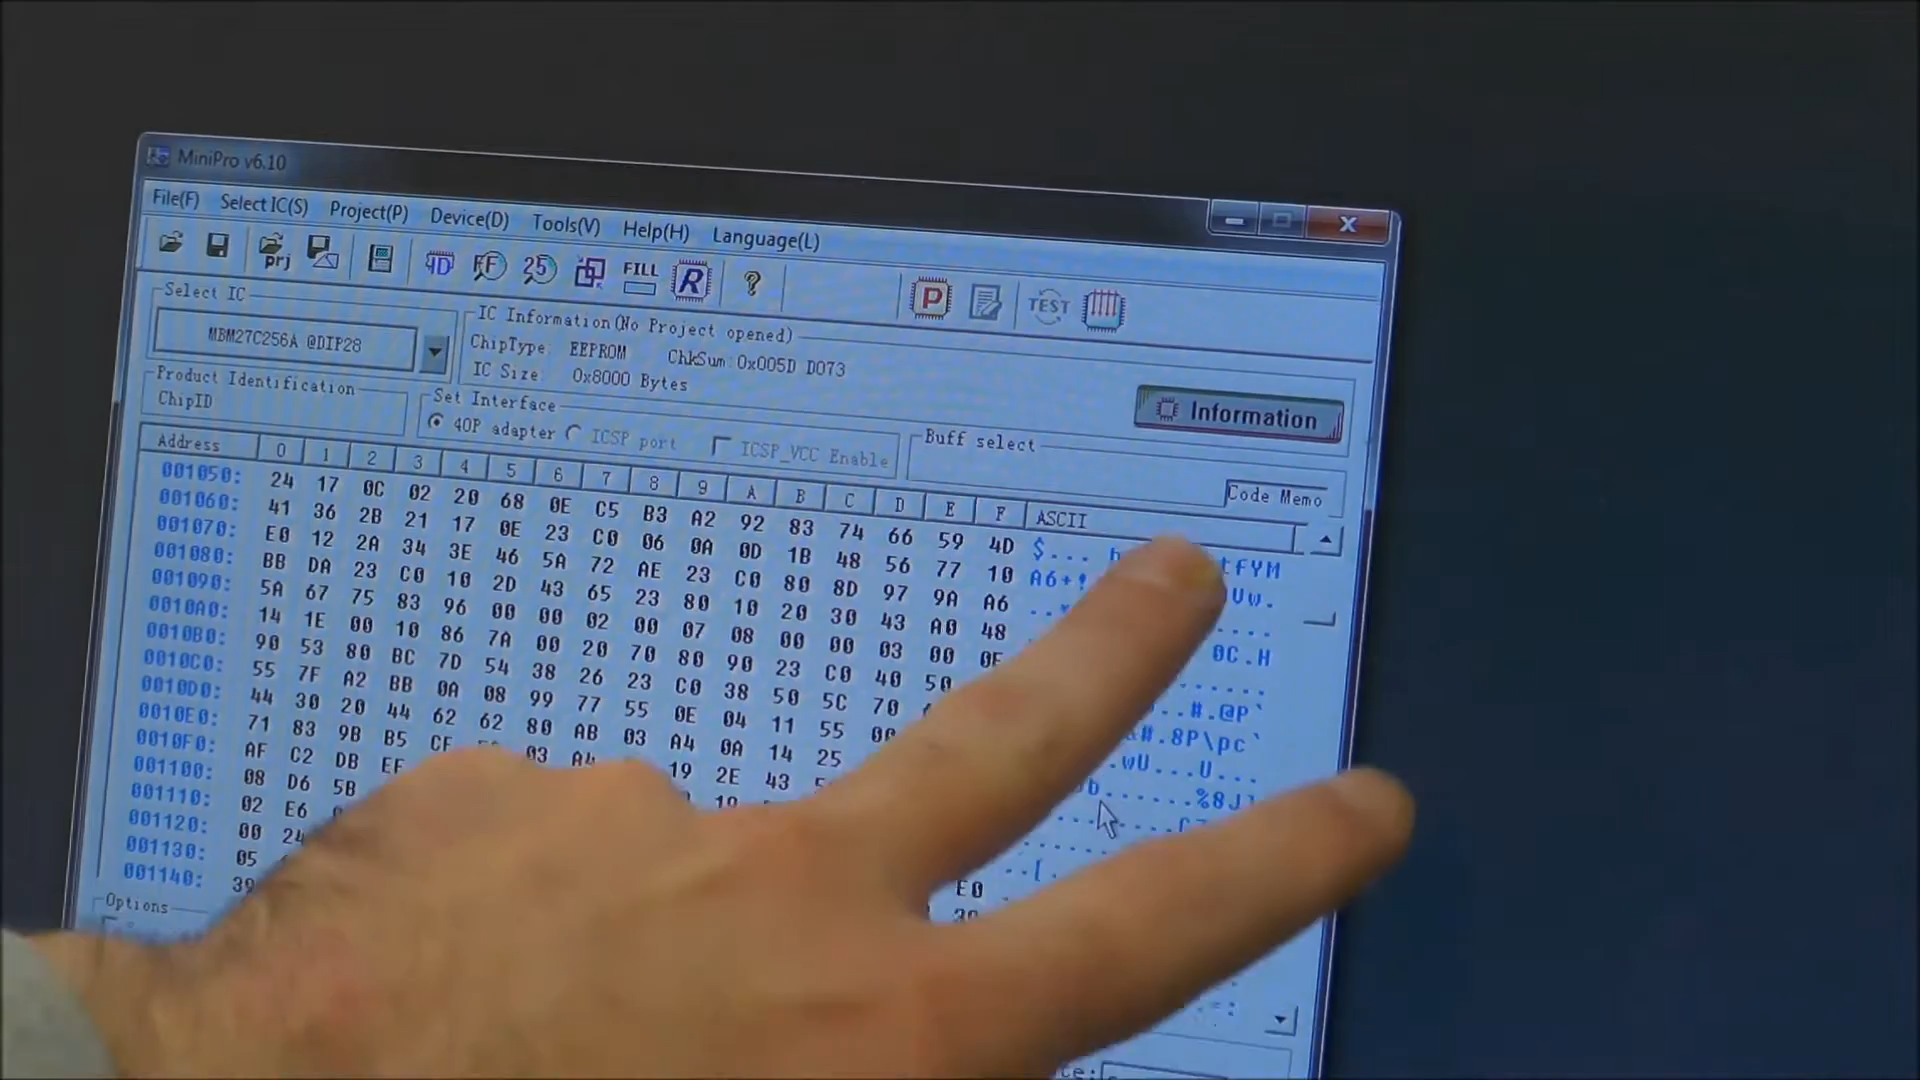 MiniPro v6.10
File(F) Select IC(S) Project(P) Device(D) Tools(V) Help(H) Language(L)
prj ID FF 25 FILL R ? P TEST
Select IC
MBM27C256A @DIP28
IC Information(No Project opened)
ChipType: EEPROM ChkSum:0x005D D073
IC Size: 0x8000 Bytes
Information
Product Identification
ChipID
Set Interface
40P adapter ICSP port ICSP_VCC Enable
Buff select
Code Memo
Address 0 1 2 3 4 5 6 7 8 9 A B C D E F ASCII
001050: 24 17 0C 02 20 68 0E C5 B3 A2 92 83 74 66 59 4D $... h tfYM
001060: 41 36 2B 21 17 0E 23 C0 06 0A 0D 1B 48 56 77 10 A6+! w.
001070: E0 12 2A 34 3E 46 5A 72 AE 23 C0 80 8D 97 9A A6
001080: BB DA 23 C0 10 2D 43 65 23 80 10 20 30 43 A0 48 0C.H
001090: 5A 67 75 83 96 00 00 02 00 07 08 00 00 03 00 0E
0010A0: 14 1E 00 10 86 7A 00 20 70 80 90 23 C0 40 50 .#.@P`
0010B0: 90 53 80 BC 7D 54 38 26 23 C0 38 50 5C 70 &#.8P\pc`
0010C0: 55 7F A2 BB 0A 08 99 77 55 0E 04 11 55 00 .wU...U...
0010D0: 44 30 20 44 62 62 80 AB 03 A4 0A 14 25 b......%8J
0010E0: 71 83 9B B5 CF 03 A4 19 2E 43
0010F0: AF C2 DB EF
001100: 08 D6 5B
001110: 02 E6 E0
001120: 00 24
001130: 05
001140: 39
Options